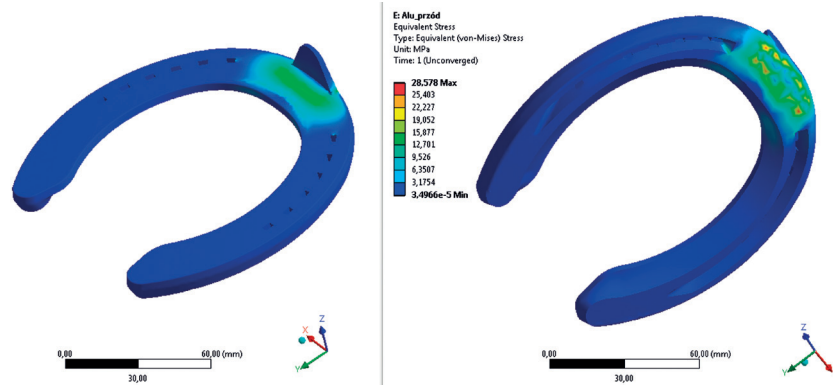 E: Alu_przód
Equivalent Stress
Type: Equivalent (von-Mises) Stress
Unit: MPa
Time: 1 (Unconverged)
28.578 Max
25,403
22,227
19,052
15,877
12,701
9,526
6,3507
3,1754
3,4966e-5 Min
0,00
60,00 (mm)
30,00
X
Y
Z
0,00
60,00 (mm)
30,00
Y
Z